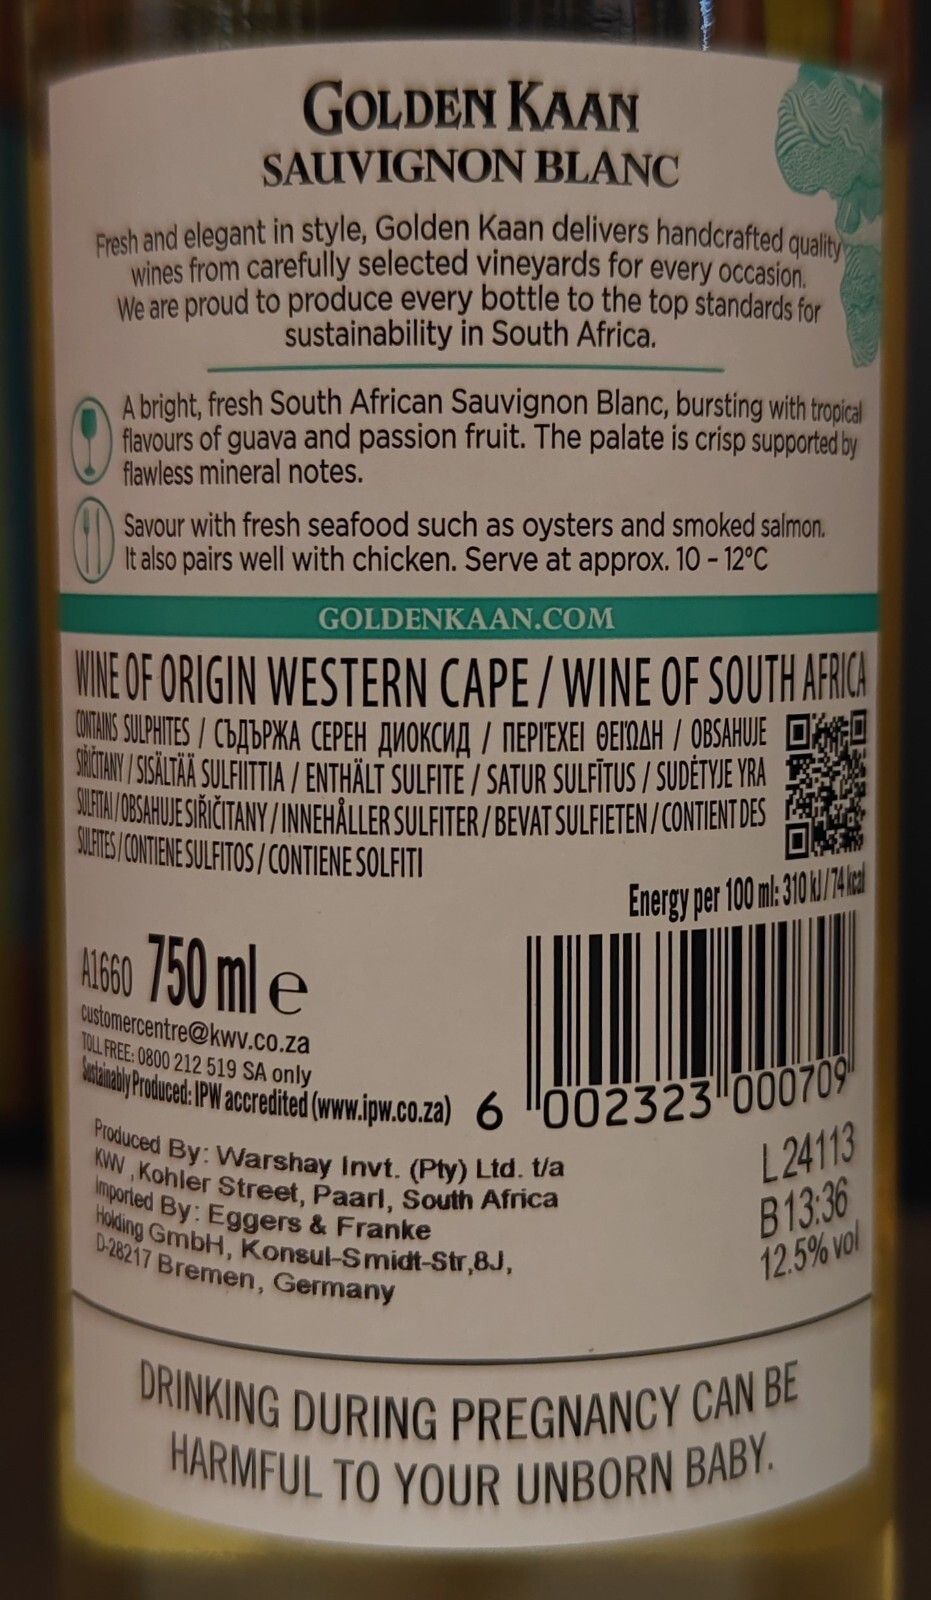 GOLDEN KAAN
SAUVIGNON BLANC
Fresh and elegant in style, Golden Kaan delivers handcrafted quality
wines from carefully selected vineyards for every occasion.
We are proud to produce every bottle to the top standards for
sustainability in South Africa.
A bright, fresh South African Sauvignon Blanc, bursting with tropical
flavours of guava and passion fruit. The palate is crisp supported by
flawless mineral notes.
Savour with fresh seafood such as oysters and smoked salmon.
It also pairs well with chicken. Serve at approx. 10 - 12°C
GOLDENKAAN.COM
WINE OF ORIGIN WESTERN CAPE / WINE OF SOUTH AFRICA
CONTAINS SULPHITES / СЪДЪРЖА СЕРЕН ДИОКСИД / ΠΕΡΙΈΧΕΙ ΘΕΙΏΔΗ / OBSAHUJE
SIŘIČITANY / SISÄLTÄÄ SULFIITTIA / ENTHÄLT SULFITE / SATUR SULFĪTUS / SUDĖTYJE YRA
SULFITAI / OBSAHUJE SIŘIČITANY / INNEHÅLLER SULFITER / BEVAT SULFIETEN / CONTIENT DES
SULFITES / CONTIENE SULFITOS / CONTIENE SOLFITI
Energy per 100 ml: 310 kJ / 74 kcal
A1660 750 ml e
customercentre@kwv.co.za
TOLL FREE: 0800 212 519 SA only
Sustainably Produced: IPW accredited (www.ipw.co.za)
6 002323 000709
Produced By: Warshay Invt. (Pty) Ltd. t/a
KWV , Kohler Street, Paarl, South Africa
Imported By: Eggers & Franke
Holding GmbH, Konsul-Smidt-Str,8J,
D-28217 Bremen, Germany
L24113
B13:36
12.5% vol
DRINKING DURING PREGNANCY CAN BE
HARMFUL TO YOUR UNBORN BABY.